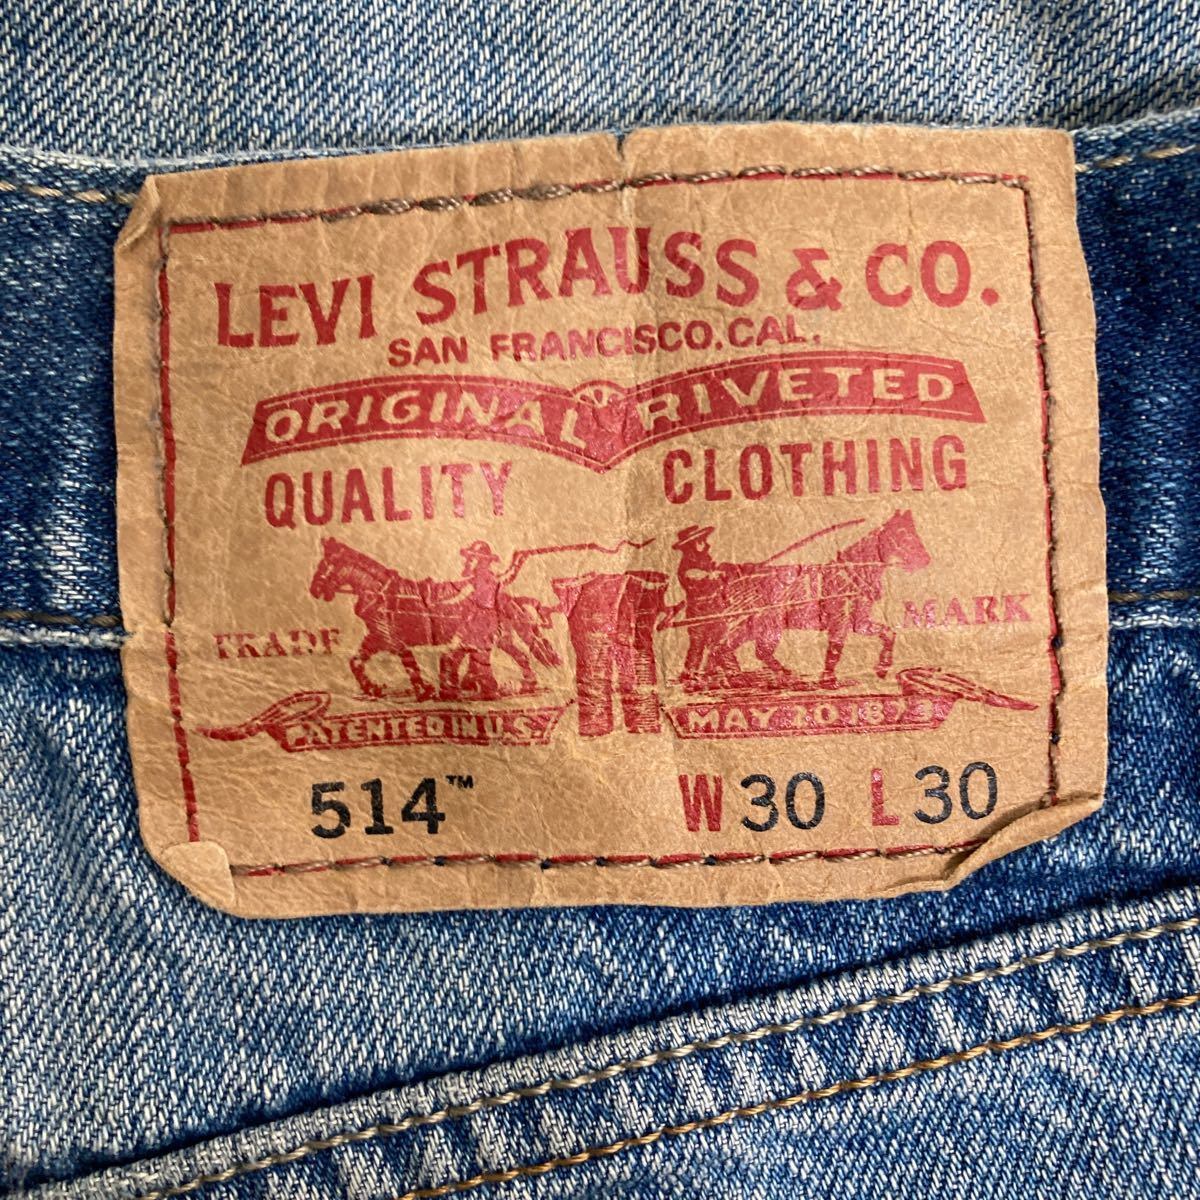 LEVI STRAUSS & CO.
SAN FRANCISCO, CAL.
ORIGINAL RIVETED
QUALITY CLOTHING
TRADE MARK
PATENTED IN U.S. MAY 20 1873
514™ W30 L30